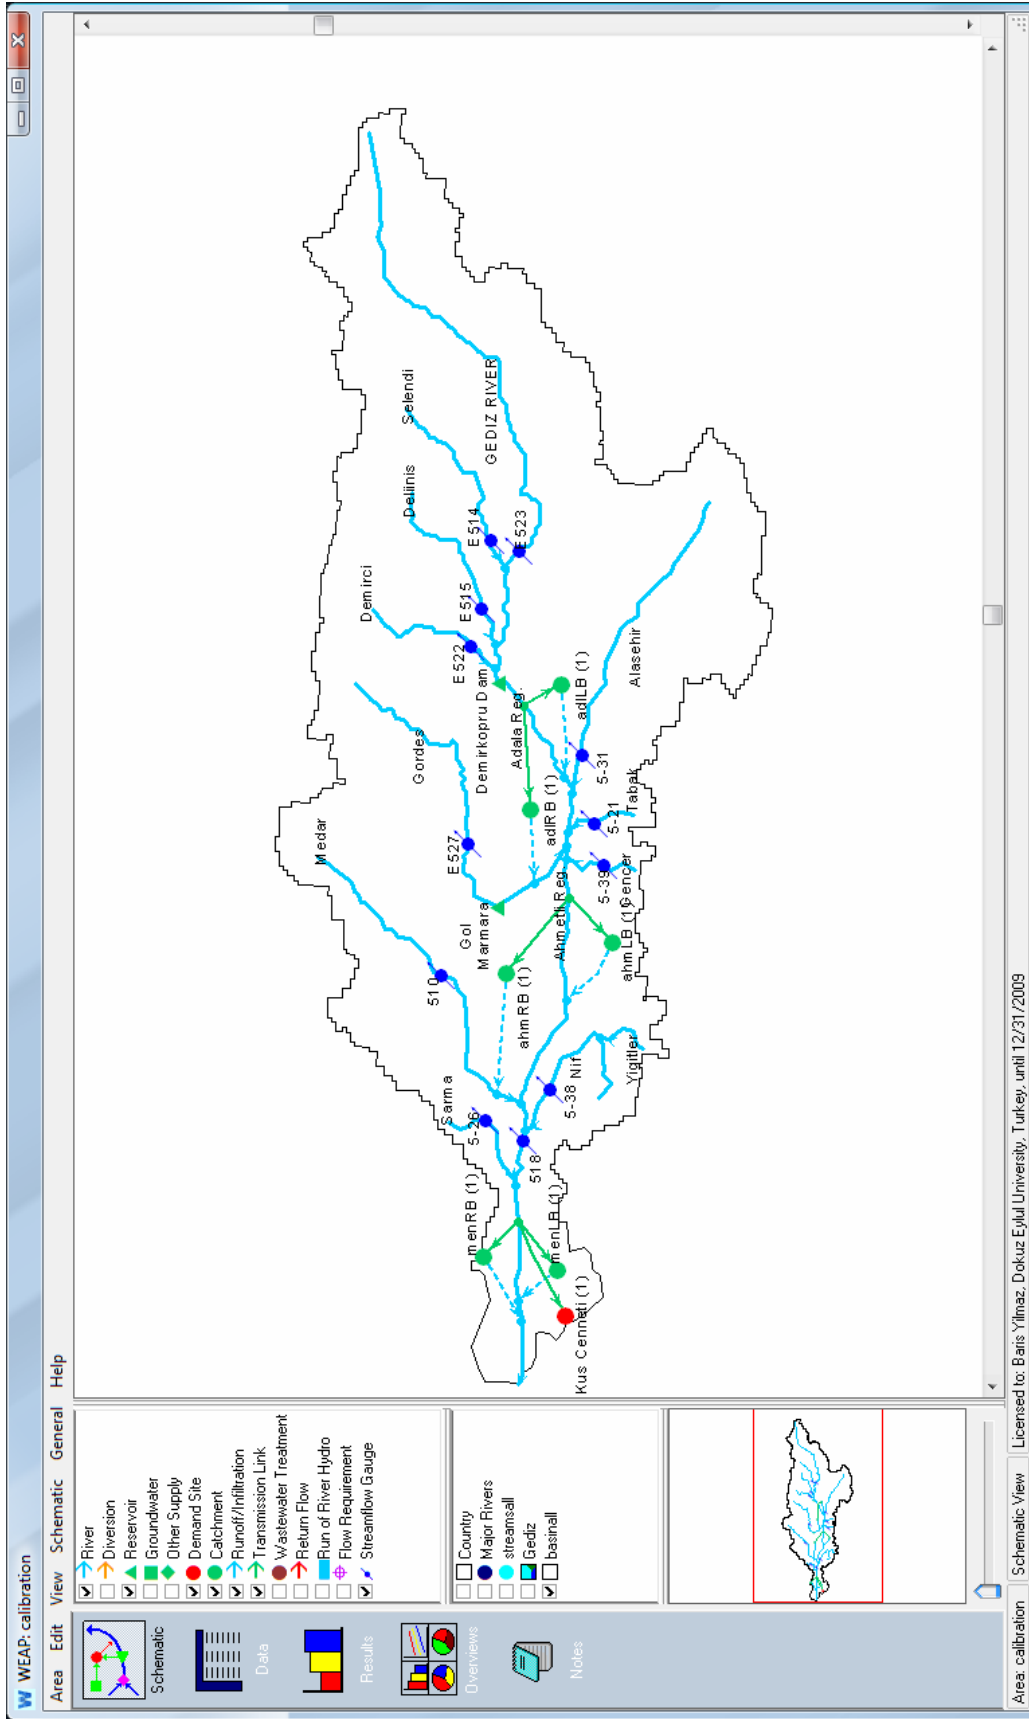 W WEAP: calibration
Area Edit View Schematic General Help
Schematic
Data
Results
Overviews
Notes
River
Diversion
Reservoir
Groundwater
Other Supply
Demand Site
Catchment
Runoff/Infiltration
Transmission Link
Wastewater Treatment
Return Flow
Run of River Hydro
Flow Requirement
Streamflow Gauge
Country
Major Rivers
streamsall
Gediz
basinall
Medar
Gordes
Demirci
Deliinis
Selendi
GEDIZ RIVER
E514
E523
E515
E522
Demirkopru Dam
Adala Reg.
adlLB (1)
adlRB (1)
Alasehir
5-31
Tabak
5-21
5-39
Gencer
E527
Gol
Marmara
Ahmetli Reg.
ahmLB (1)
ahmRB (1)
510
Sarma
5-26
Nif
Yigitler
5-38
518
menRB (1)
menLB (1)
Kus Cenneti (1)
Area: calibration
Schematic View
Licensed to: Baris Yilmaz, Dokuz Eylul University, Turkey, until 12/31/2009